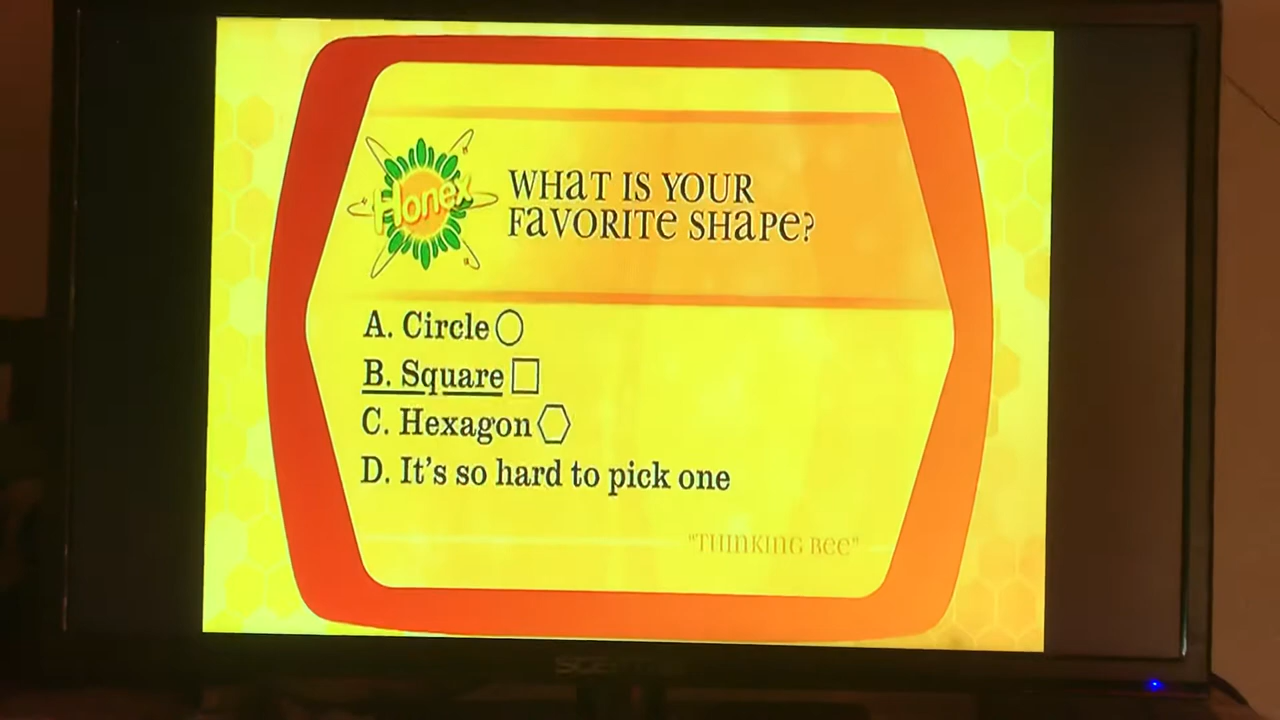 Honex
WHAT IS YOUR
FAVORITE SHAPE?
A. Circle
B. Square
C. Hexagon
D. It's so hard to pick one
"THINKING BEE"